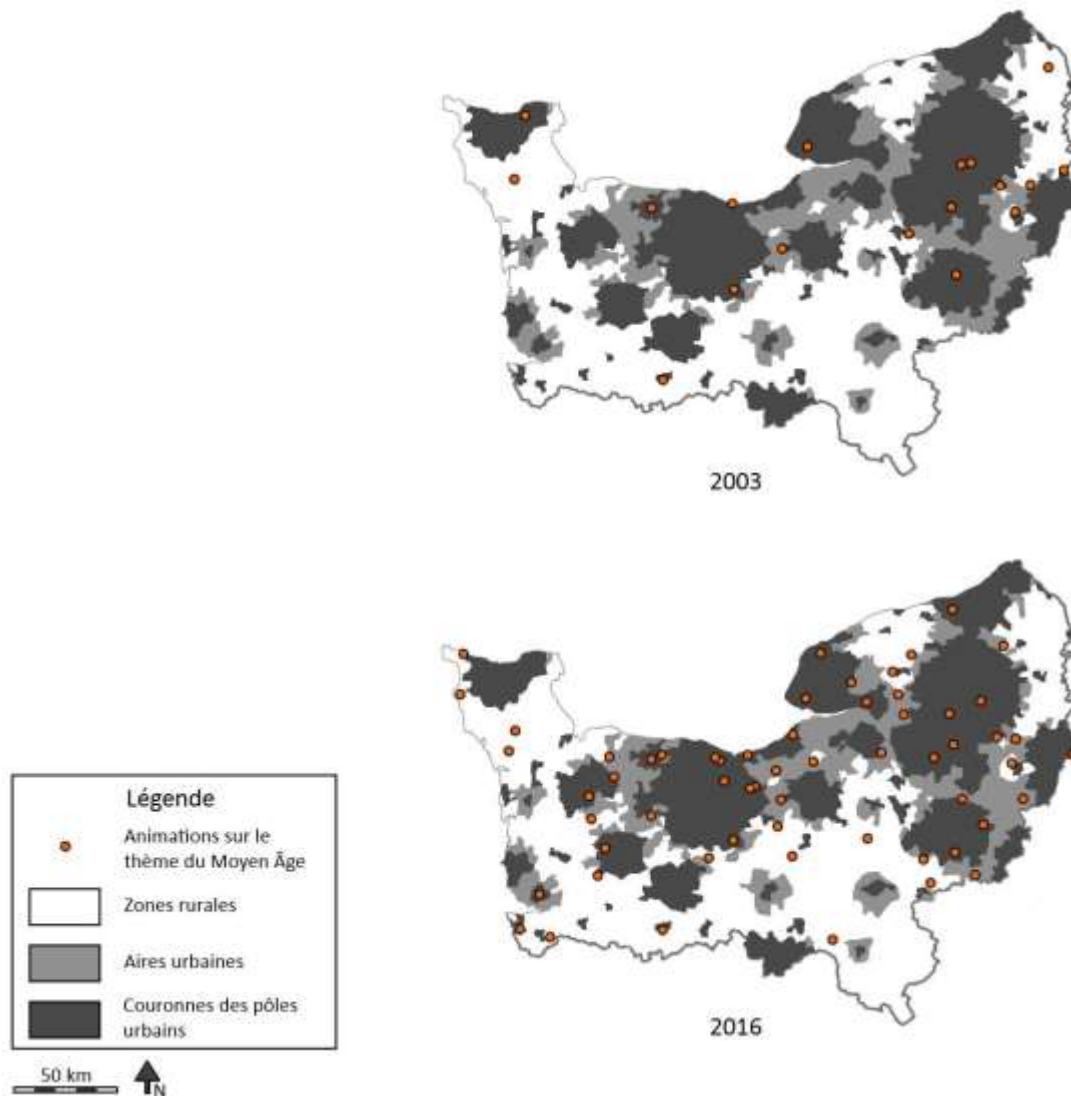 2003
Légende
Animations sur le
thème du Moyen Âge
Zones rurales
Aires urbaines
Couronnes des pôles
urbains
2016
50 km
N